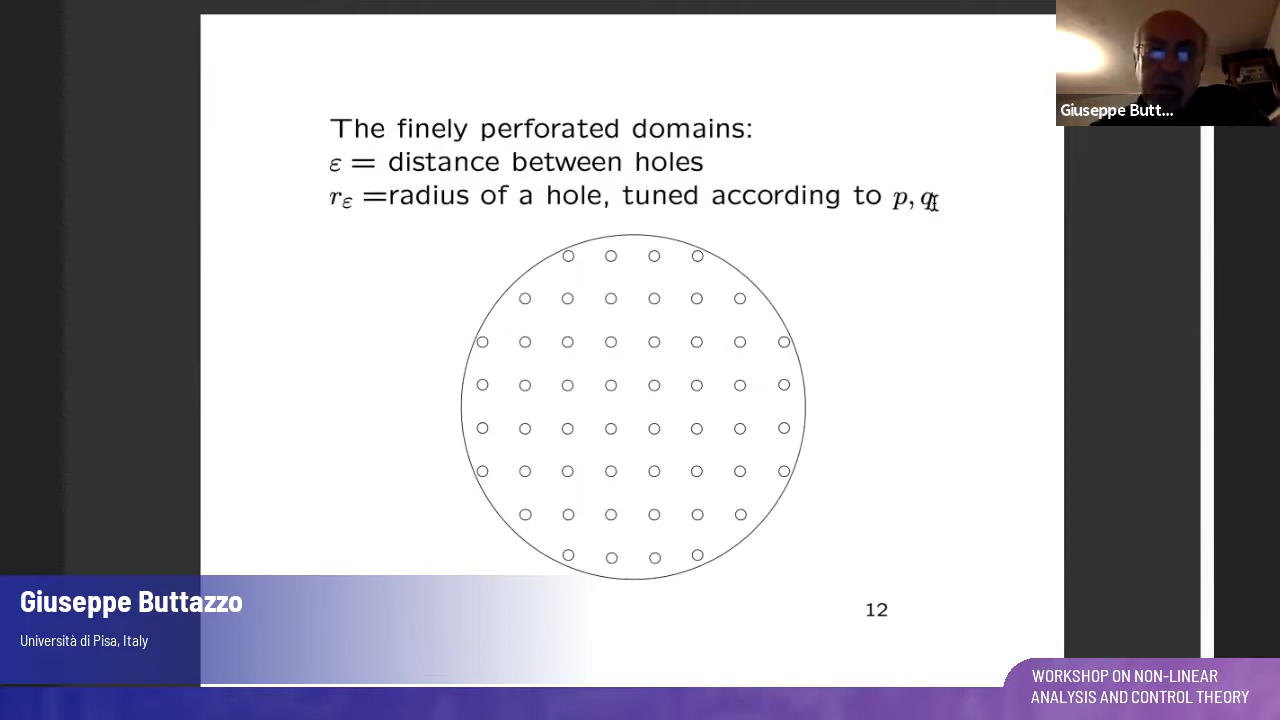 The finely perforated domains:
ε = distance between holes
rε =radius of a hole, tuned according to p, q
Giuseppe Butt...
12
Giuseppe Buttazzo
Università di Pisa, Italy
WORKSHOP ON NON-LINEAR
ANALYSIS AND CONTROL THEORY